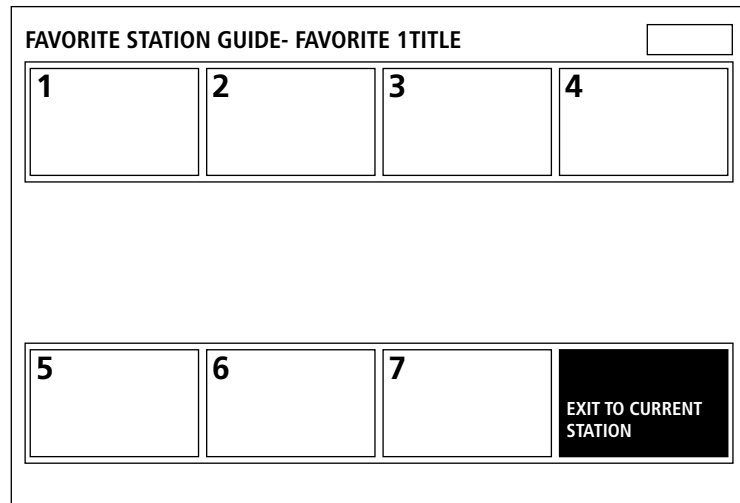 FAVORITE STATION GUIDE- FAVORITE 1TITLE
1 2 3 4
5 6 7
EXIT TO CURRENT
STATION